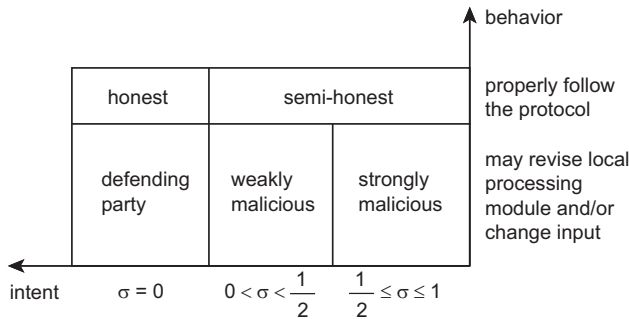 behavior
honest
semi-honest
properly follow
the protocol
defending
party
weakly
malicious
strongly
malicious
may revise local
processing
module and/or
change input
intent
σ = 0
0 < σ < 1/2
1/2 ≤ σ ≤ 1